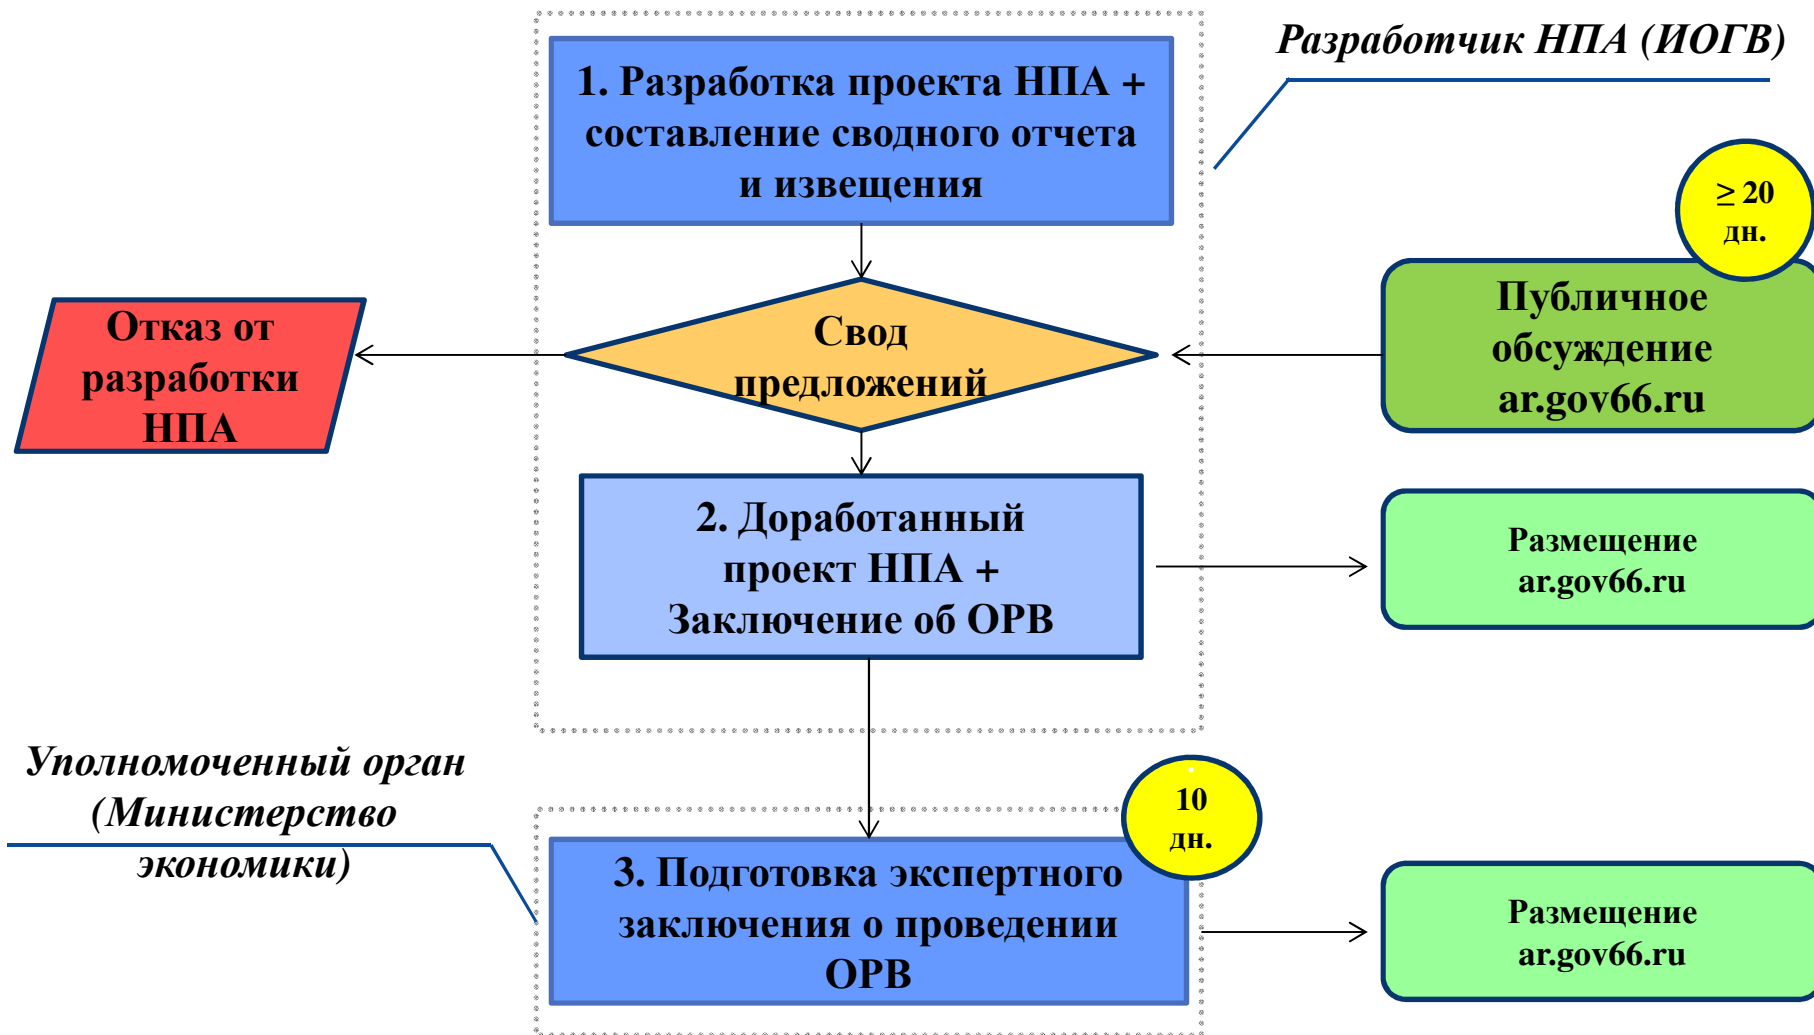 Разработчик НПА (ИОГВ)
1. Разработка проекта НПА +
составление сводного отчета
и извещения
≥ 20
дн.
Публичное
обсуждение
ar.gov66.ru
Свод
предложений
Отказ от
разработки
НПА
2. Доработанный
проект НПА +
Заключение об ОРВ
Размещение
ar.gov66.ru
Уполномоченный орган
(Министерство
экономики)
10
дн.
3. Подготовка экспертного
заключения о проведении
ОРВ
Размещение
ar.gov66.ru